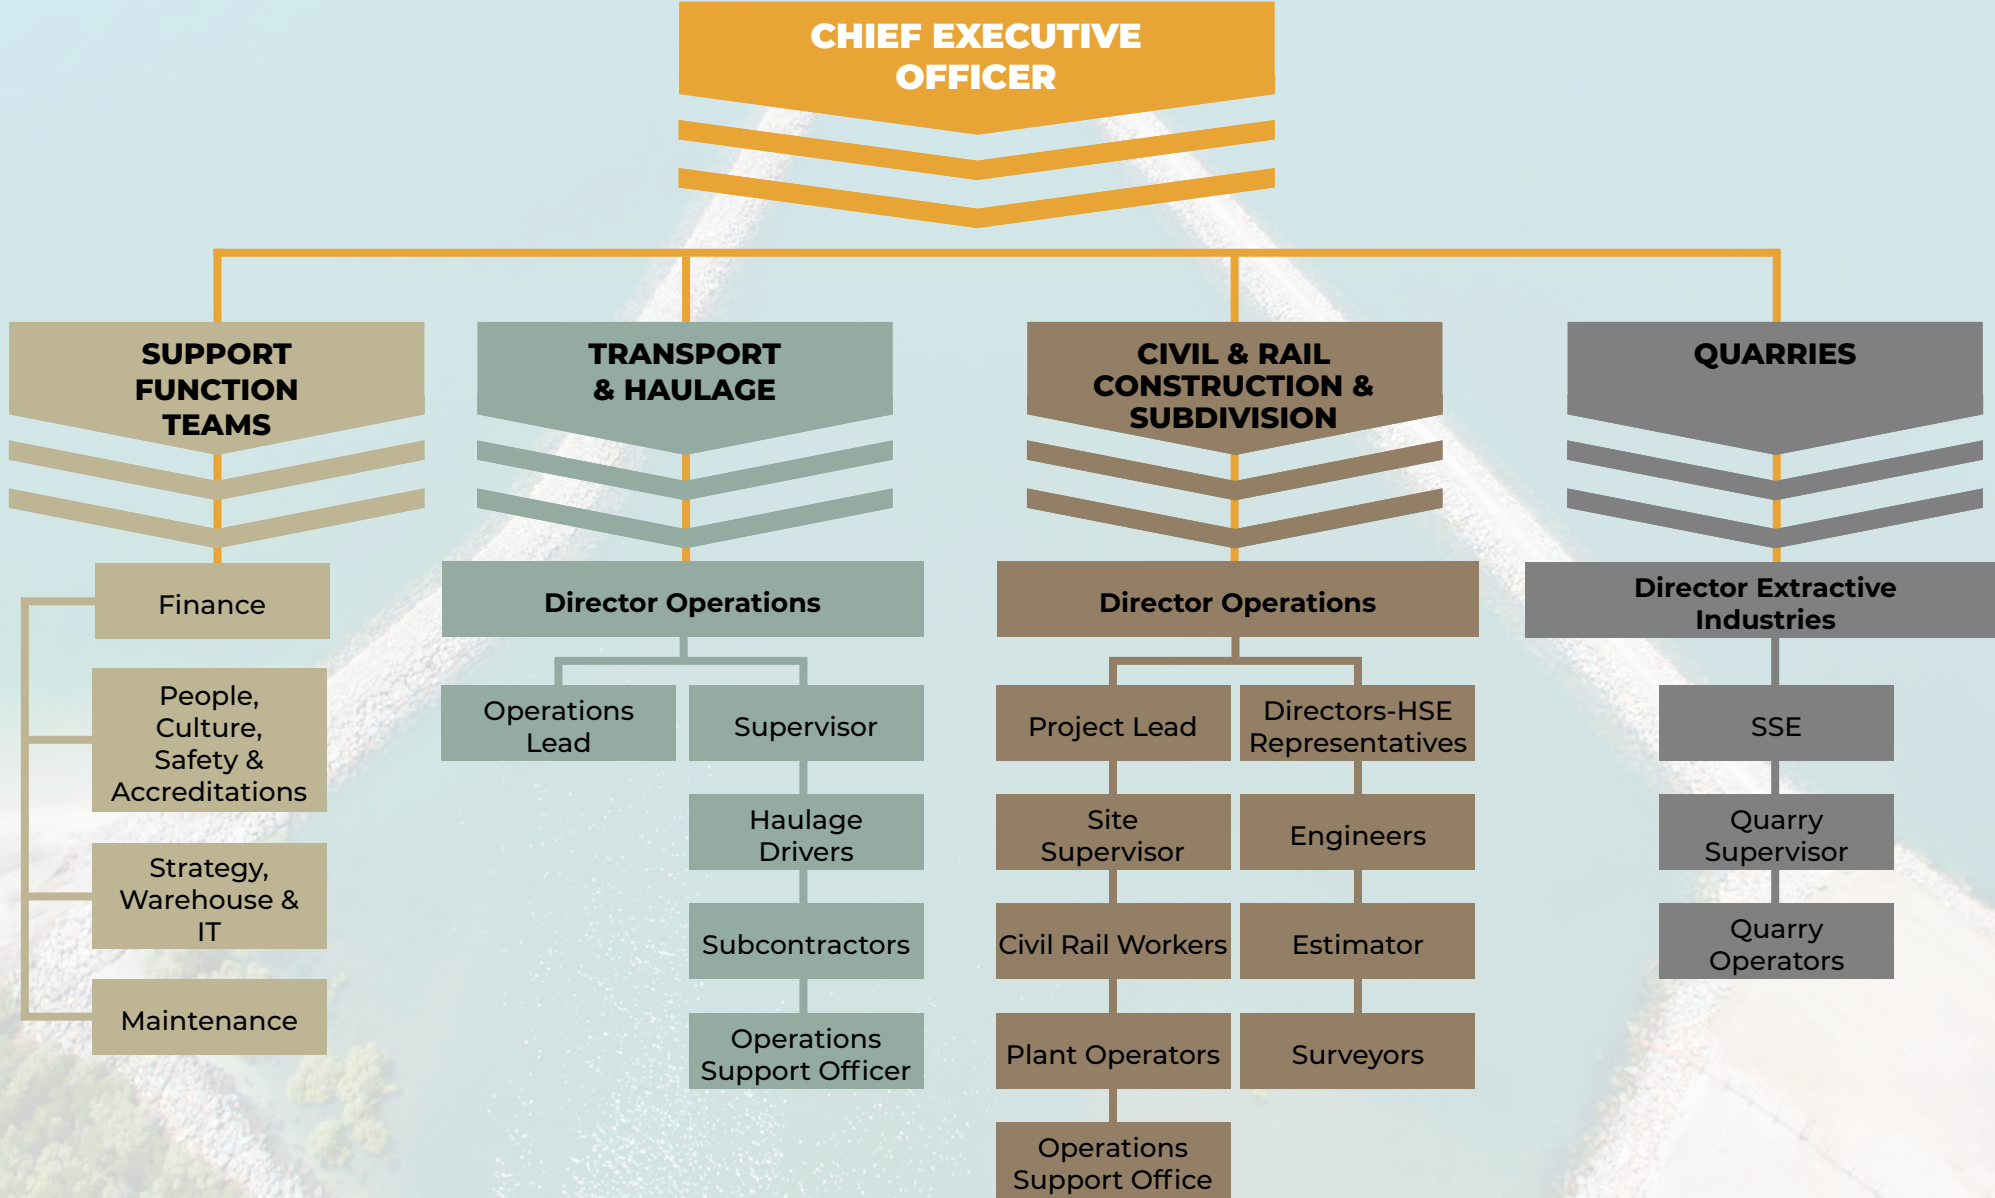 CHIEF EXECUTIVE
OFFICER
SUPPORT
FUNCTION
TEAMS
Finance
People,
Culture,
Safety &
Accreditations
Strategy,
Warehouse &
IT
Maintenance
TRANSPORT
& HAULAGE
Director Operations
Operations
Lead
Supervisor
Haulage
Drivers
Subcontractors
Operations
Support Officer
CIVIL & RAIL
CONSTRUCTION &
SUBDIVISION
Director Operations
Project Lead
Site
Supervisor
Civil Rail Workers
Plant Operators
Operations
Support Office
Directors-HSE
Representatives
Engineers
Estimator
Surveyors
QUARRIES
Director Extractive
Industries
SSE
Quarry
Supervisor
Quarry
Operators